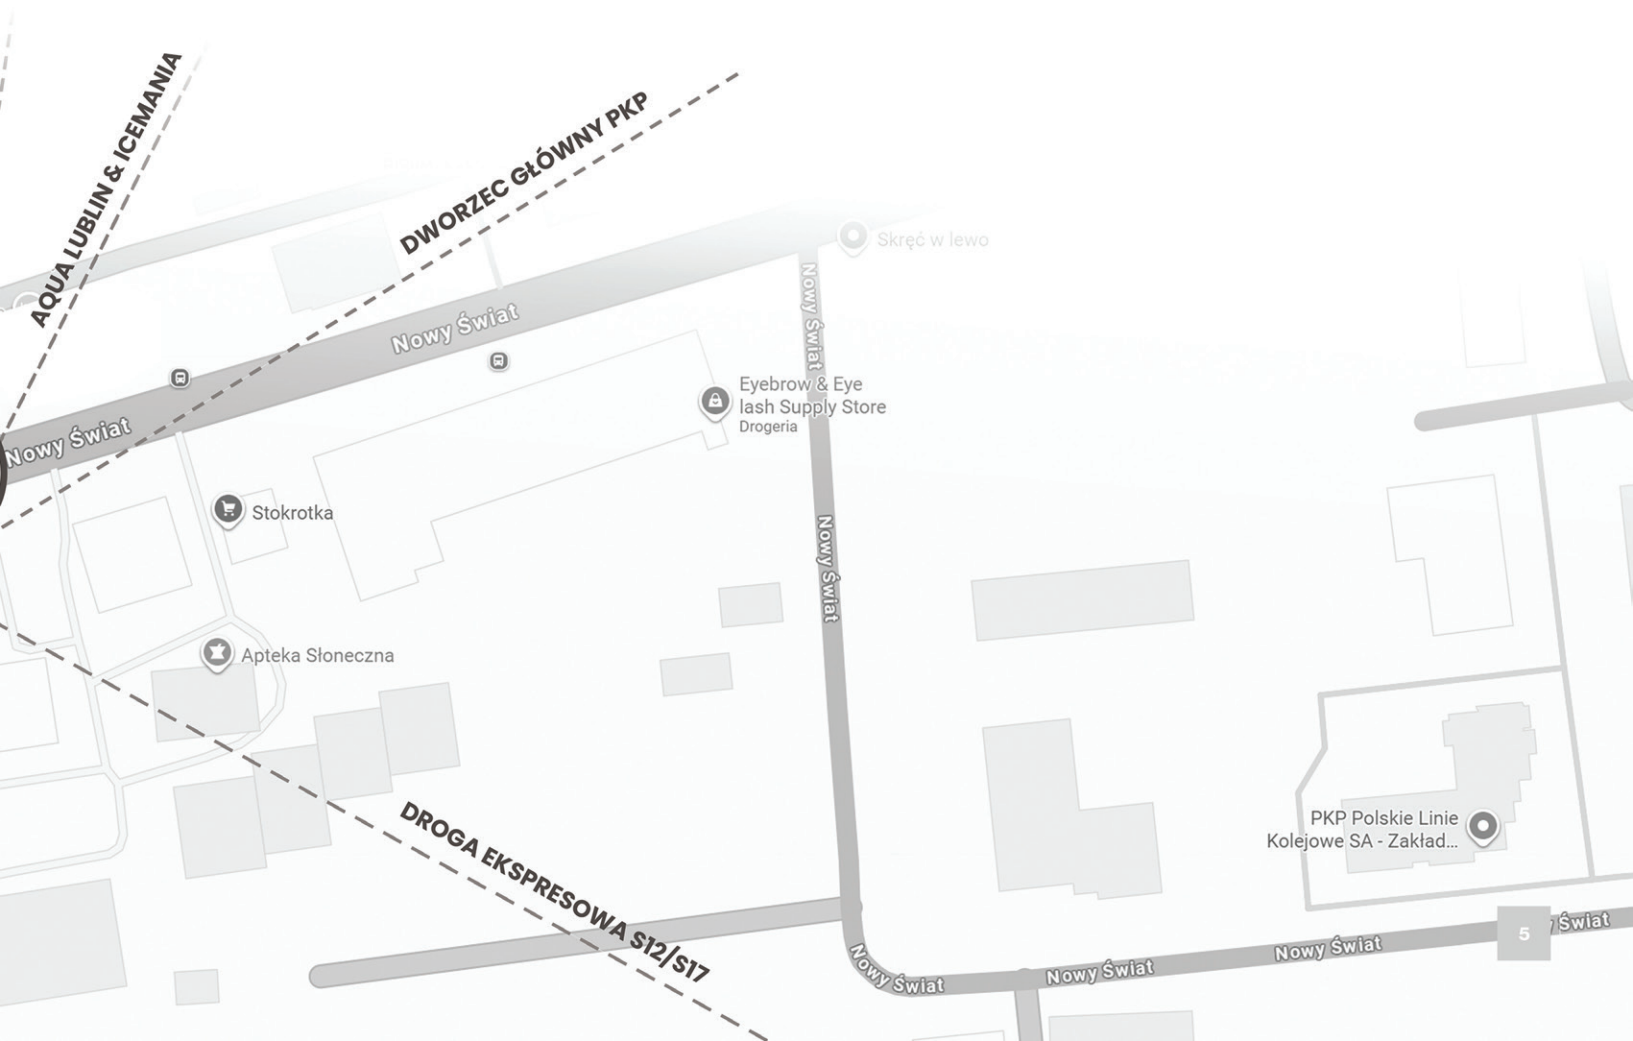 AQUA LUBLIN & ICEMANIA
DWORZEC GŁÓWNY PKP
Skręć w lewo
Nowy Świat
Nowy Świat
Nowy Świat
Eyebrow & Eye
lash Supply Store
Drogeria
Stokrotka
Nowy Świat
Apteka Słoneczna
DROGA EKSPRESOWA S12/S17
PKP Polskie Linie
Kolejowe SA - Zakład...
Nowy Świat
Nowy Świat
Nowy Świat
Świat
5